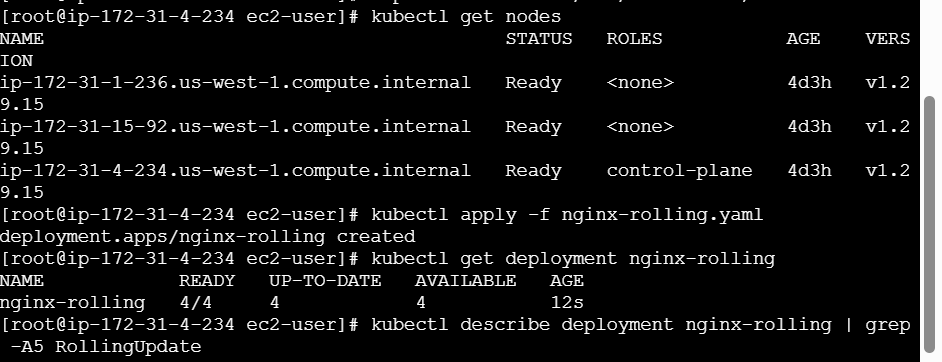 [root@ip-172-31-4-234 ec2-user]# kubectl get nodes
NAME                                          STATUS   ROLES           AGE    VERS
ION
ip-172-31-1-236.us-west-1.compute.internal   Ready    <none>          4d3h   v1.2
9.15
ip-172-31-15-92.us-west-1.compute.internal   Ready    <none>          4d3h   v1.2
9.15
ip-172-31-4-234.us-west-1.compute.internal   Ready    control-plane   4d3h   v1.2
9.15
[root@ip-172-31-4-234 ec2-user]# kubectl apply -f nginx-rolling.yaml
deployment.apps/nginx-rolling created
[root@ip-172-31-4-234 ec2-user]# kubectl get deployment nginx-rolling
NAME            READY   UP-TO-DATE   AVAILABLE   AGE
nginx-rolling   4/4     4            4           12s
[root@ip-172-31-4-234 ec2-user]# kubectl describe deployment nginx-rolling | grep
-A5 RollingUpdate